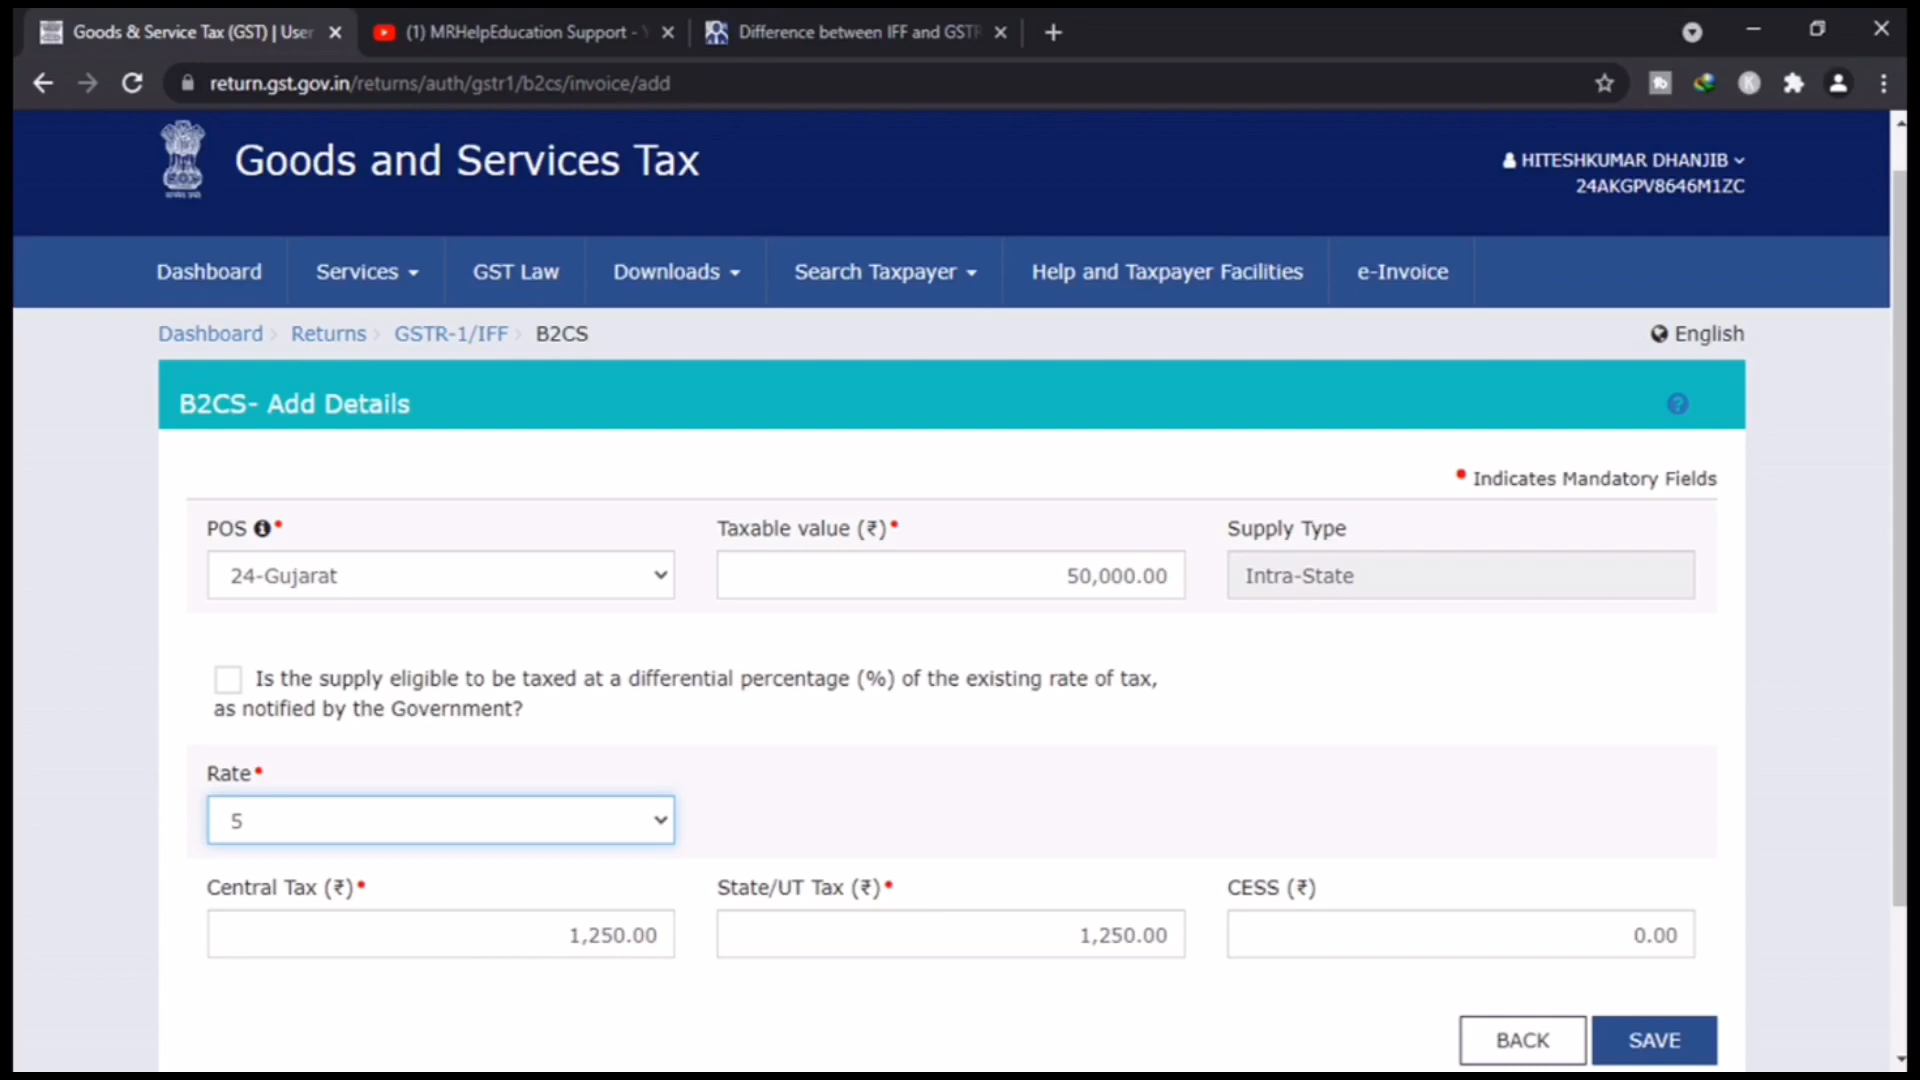 Goods & Service Tax (GST) | User
(1) MRHelpEducation Support -
Difference between IFF and GSTR
return.gst.gov.in/returns/auth/gstr1/b2cs/invoice/add
Goods and Services Tax
HITESHKUMAR DHANJIB
24AKGPV8646M1ZC
Dashboard Services GST Law Downloads Search Taxpayer Help and Taxpayer Facilities e-Invoice
Dashboard Returns GSTR-1/IFF B2CS
English
B2CS- Add Details
• Indicates Mandatory Fields
POS • Taxable value (₹)• Supply Type
24-Gujarat 50,000.00 Intra-State
Is the supply eligible to be taxed at a differential percentage (%) of the existing rate of tax,
as notified by the Government?
Rate•
5
Central Tax (₹)• State/UT Tax (₹)• CESS (₹)
1,250.00 1,250.00 0.00
BACK SAVE